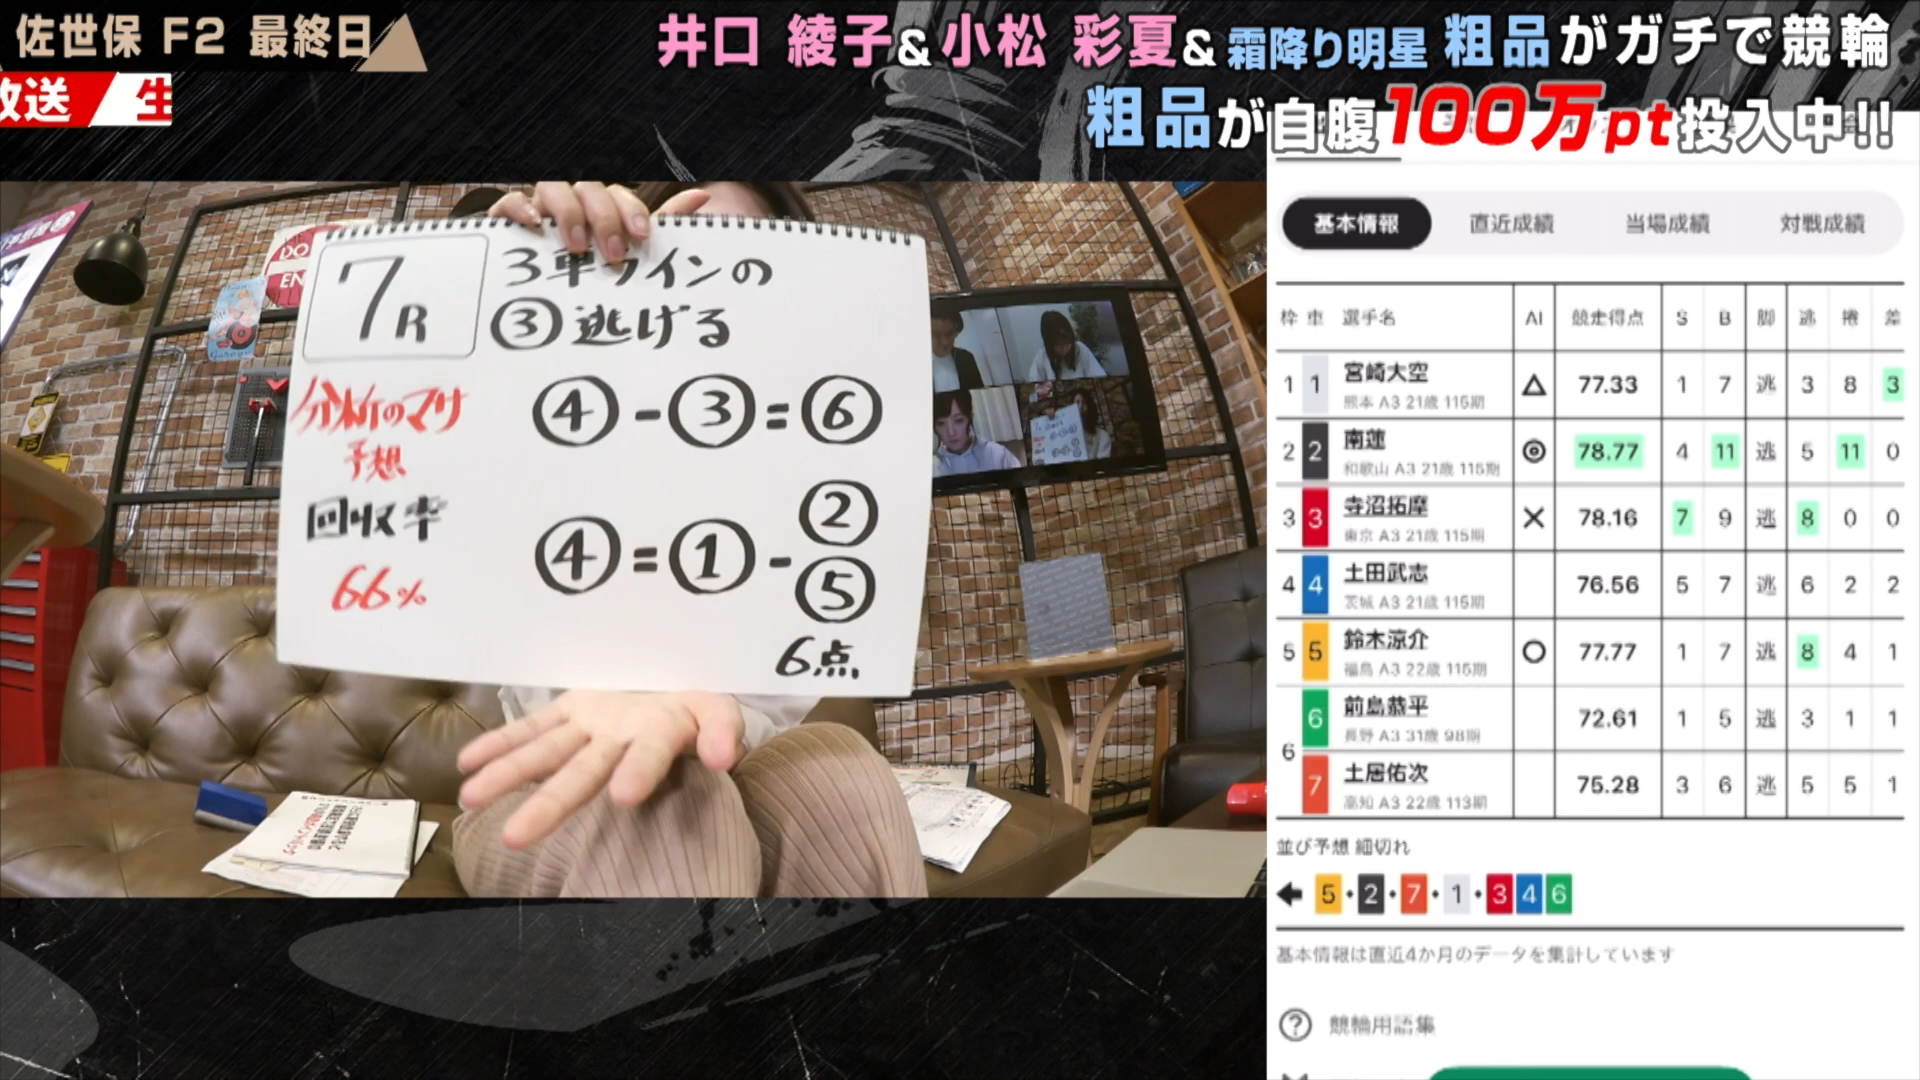 佐世保 F2 最終日
放送 生
井口 綾子&小松 彩夏&霜降り明星 粗品がガチで競輪
粗品が自腹100万pt投入中!!
7R
3車ラインの
③逃げる
分析のマサ
予想
回収率
66%
④-③=⑥
④=①-②⑤
6点
DO
EN
基本情報 直近成績 当場成績 対戦成績
枠 車 選手名 AI 競走得点 S B 脚 逃 捲 差
1 1 宮崎大空 △ 77.33 1 7 逃 3 8 3
熊本 A3 21歳 115期
2 2 南蓮 ◎ 78.77 4 11 逃 5 11 0
和歌山 A3 21歳 115期
3 3 寺沼拓摩 × 78.16 7 9 逃 8 0 0
東京 A3 21歳 115期
4 4 土田武志 76.56 5 7 逃 6 2 2
茨城 A3 21歳 115期
5 5 鈴木涼介 ○ 77.77 1 7 逃 8 4 1
福島 A3 22歳 115期
6 6 前島恭平 72.61 1 5 逃 3 1 1
長野 A3 31歳 98期
7 土居佑次 75.28 3 6 逃 5 5 1
高知 A3 22歳 113期
並び予想 細切れ
5・2・7・1・3 4 6
基本情報は直近4か月のデータを集計しています
? 競輪用語集